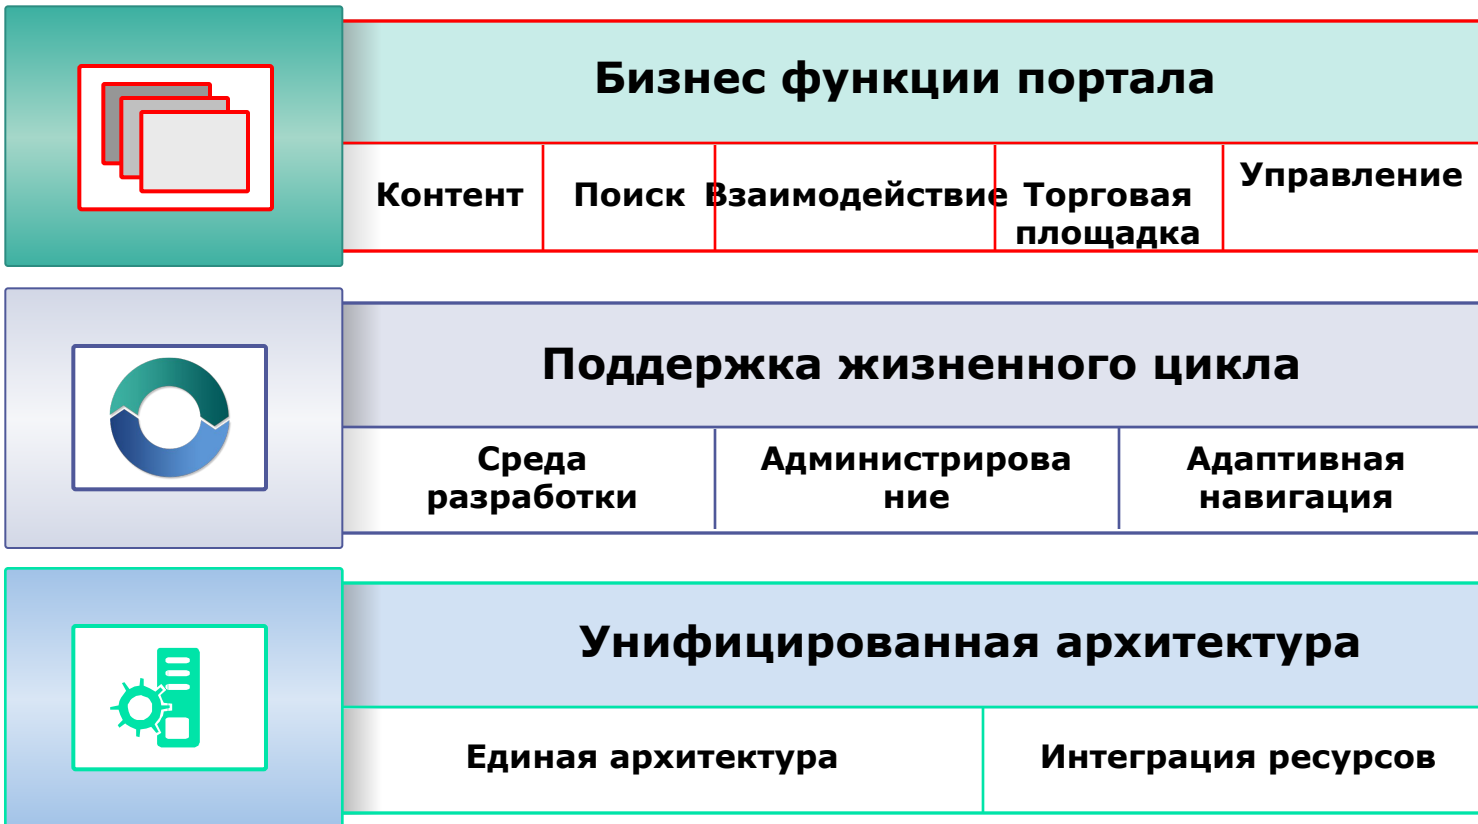 Бизнес функции портала
Контент
Поиск
Взаимодействие
Торговая
площадка
Управление
Поддержка жизненного цикла
Среда
разработки
Администрирова
ние
Адаптивная
навигация
Унифицированная архитектура
Единая архитектура
Интеграция ресурсов